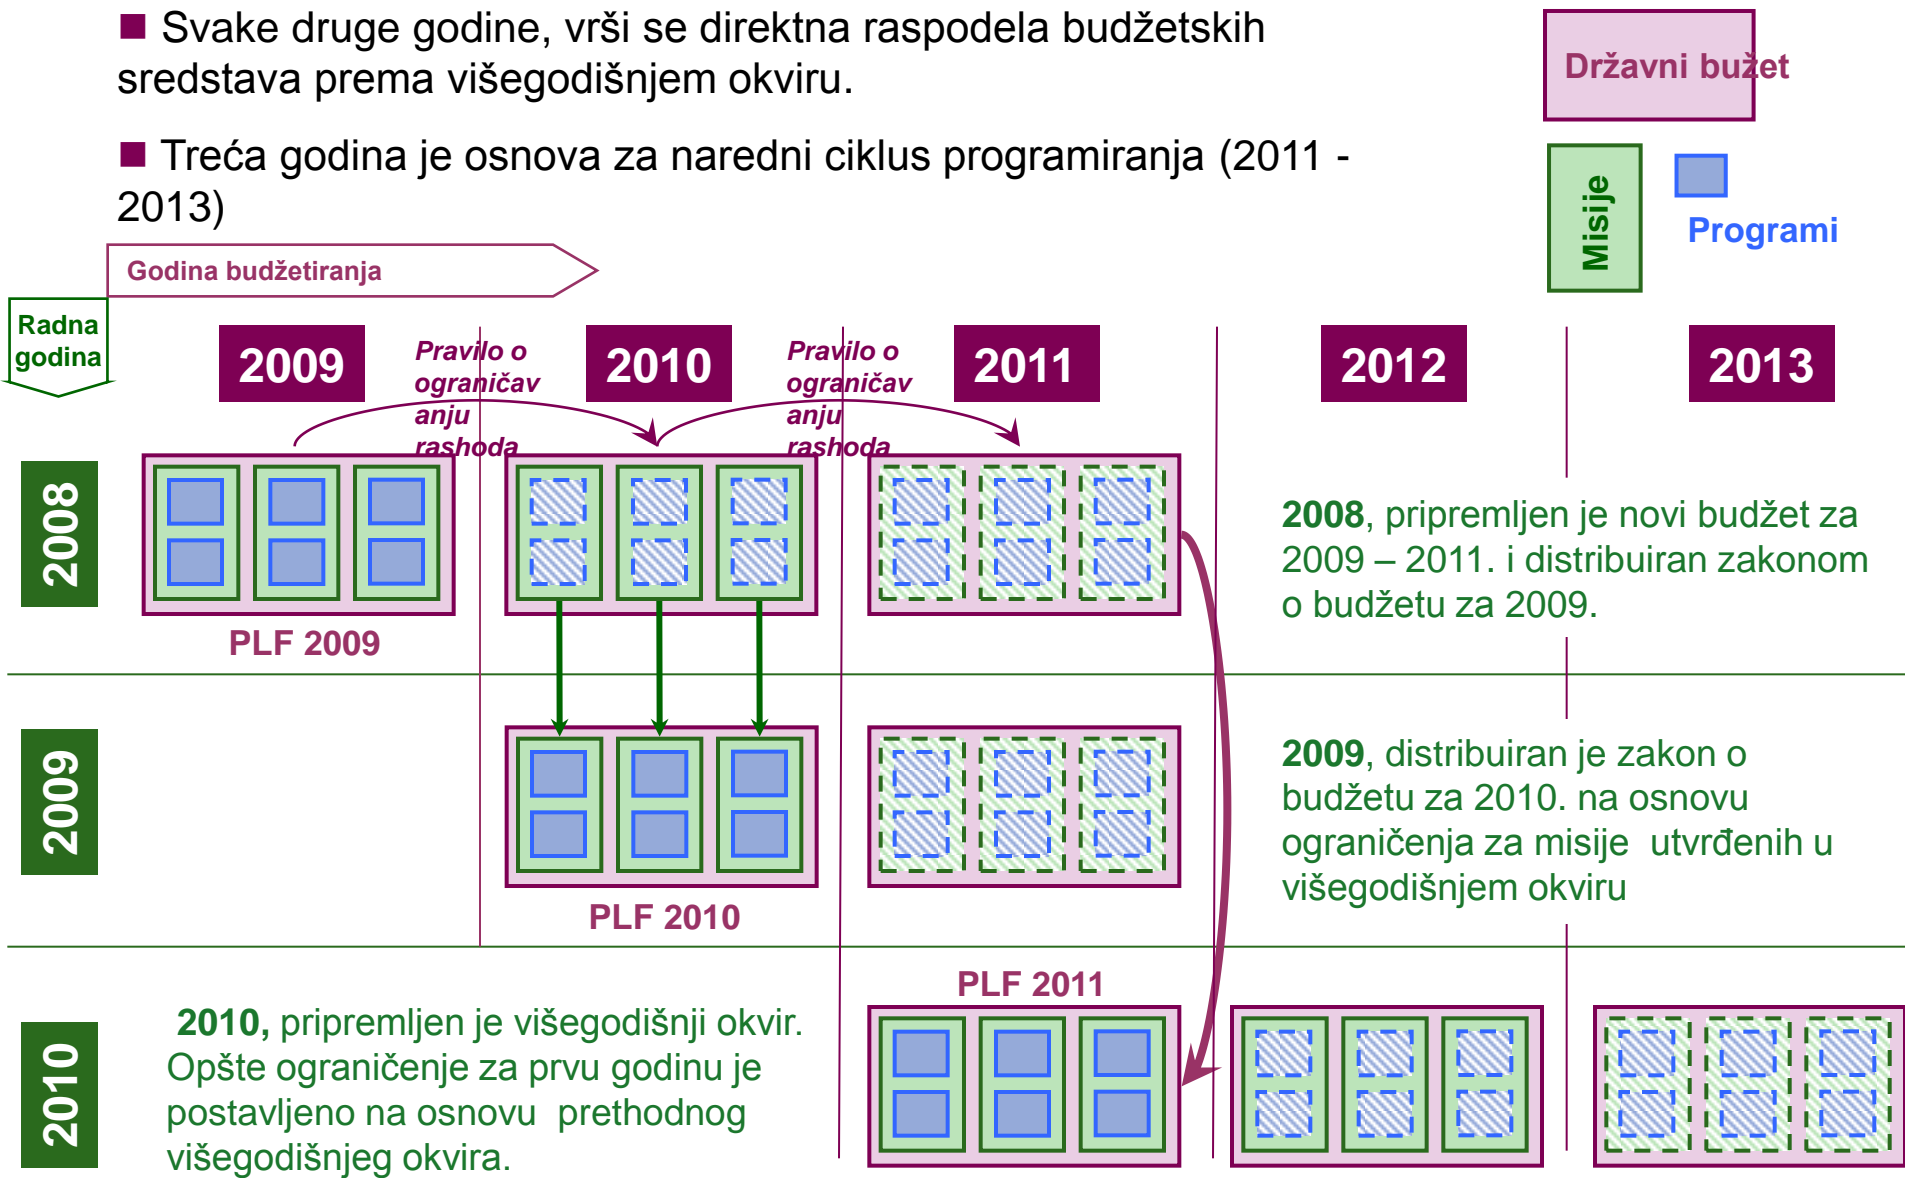 Svake druge godine, vrši se direktna raspodela budžetskih
sredstava prema višegodišnjem okviru.
Treća godina je osnova za naredni ciklus programiranja (2011 -
2013)
Državni bužet
Misije
Programi
Godina budžetiranja
Radna
godina
2009
Pravilo o
ograničav
anju
rashoda
2010
Pravilo o
ograničav
anju
rashoda
2011
2012
2013
2008
PLF 2009
2008, pripremljen je novi budžet za
2009 – 2011. i distribuiran zakonom
o budžetu za 2009.
2009
PLF 2010
2009, distribuiran je zakon o
budžetu za 2010. na osnovu
ograničenja za misije  utvrđenih u
višegodišnjem okviru
2010
2010, pripremljen je višegodišnji okvir.
Opšte ograničenje za prvu godinu je
postavljeno na osnovu  prethodnog
višegodišnjeg okvira.
PLF 2011